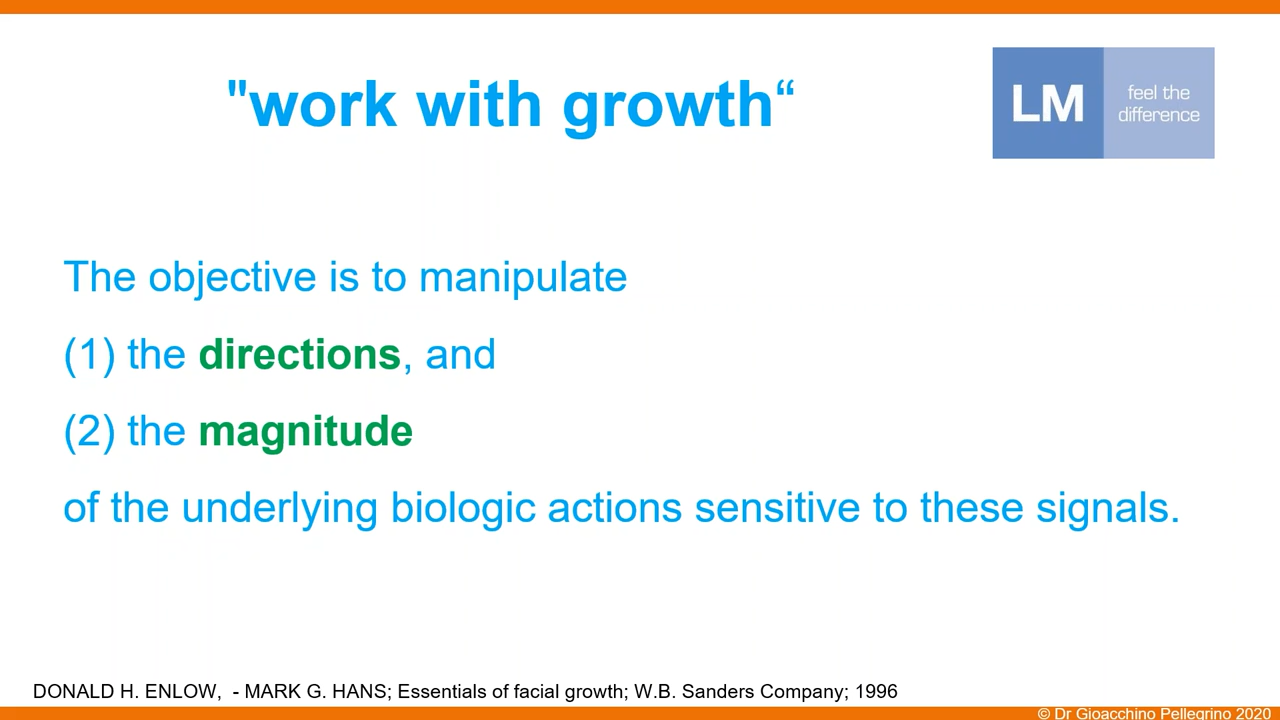 "work with growth“
LM
feel the
difference
The objective is to manipulate
(1) the directions, and
(2) the magnitude
of the underlying biologic actions sensitive to these signals.
DONALD H. ENLOW,  - MARK G. HANS; Essentials of facial growth; W.B. Sanders Company; 1996
© Dr Gioacchino Pellegrino 2020